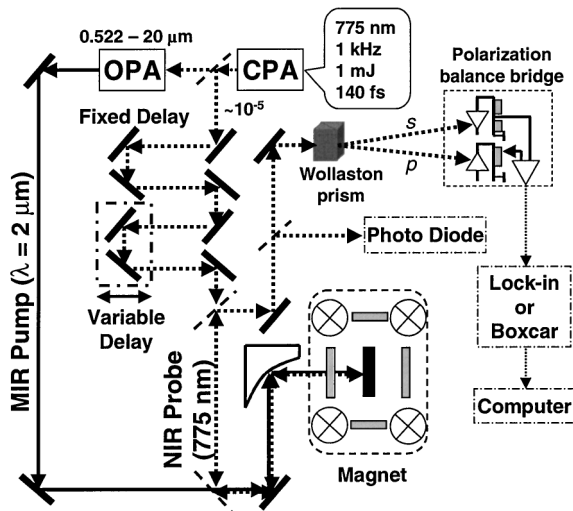 0.522 – 20 μm
OPA
CPA
775 nm
1 kHz
1 mJ
140 fs
~10-5
Polarization
balance bridge
Fixed Delay
s
p
Wollaston
prism
Photo Diode
Variable
Delay
Lock-in
or
Boxcar
MIR Pump (λ = 2 μm)
NIR Probe
(775 nm)
Computer
Magnet